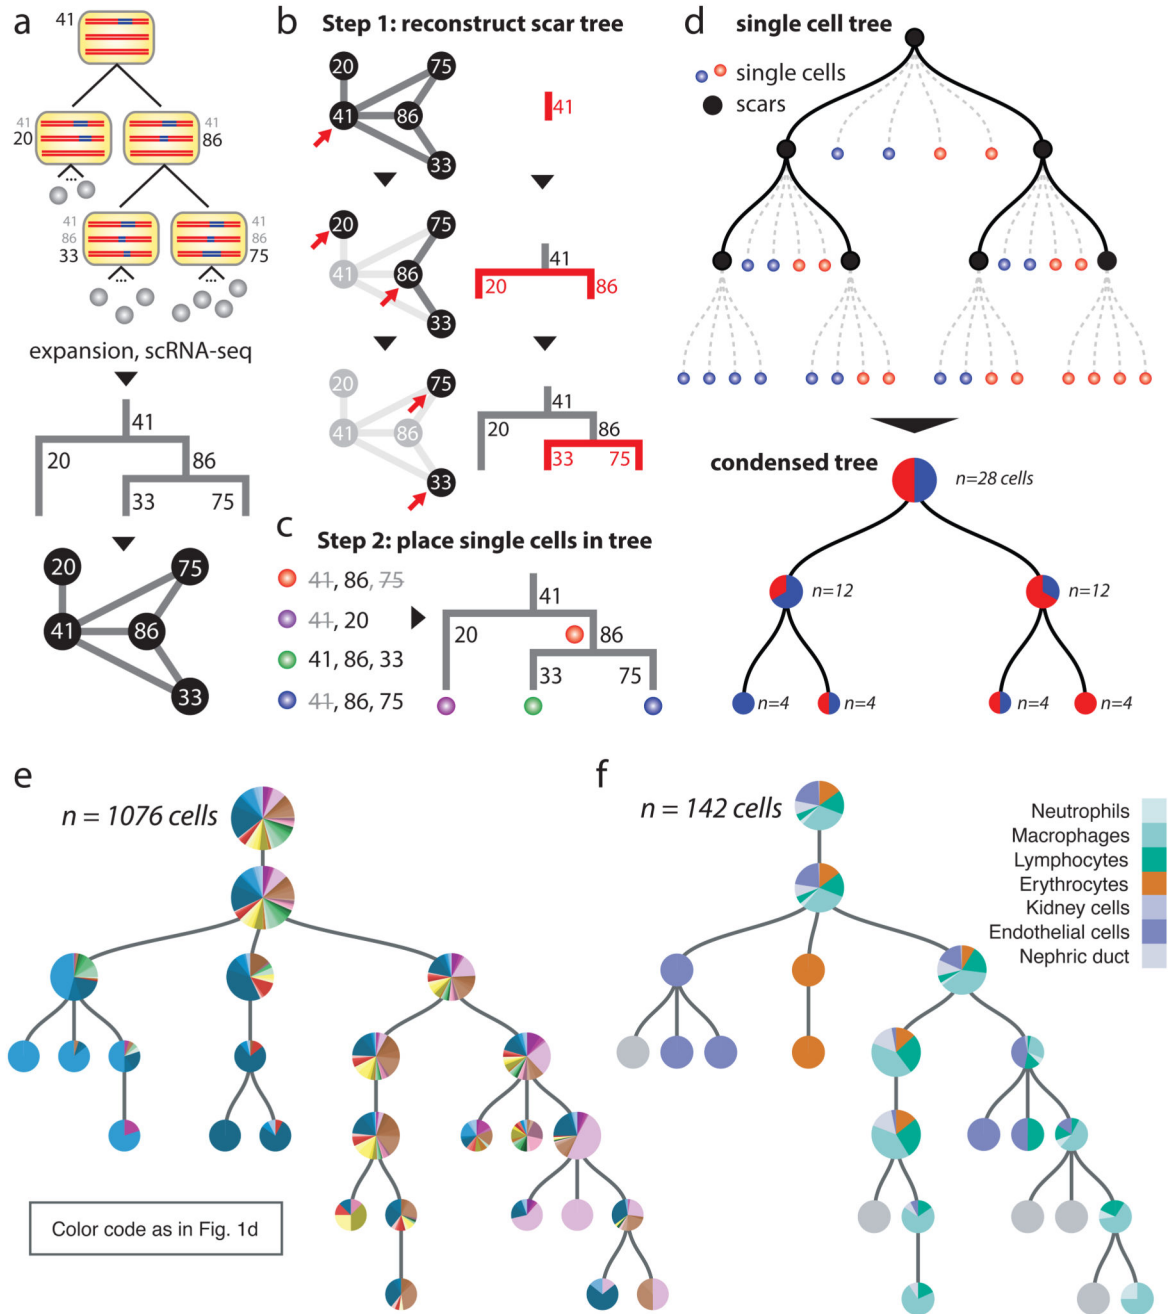 a
41
41
20
41
86
41
86
33
41
86
75
...
...
...
expansion, scRNA-seq
41
20
86
33
75
20
75
41
86
33
b
Step 1: reconstruct scar tree
20
75
41
86
33
41
20
75
41
86
33
41
20
86
20
75
41
86
33
41
20
86
33
75
c
Step 2: place single cells in tree
41, 86, 75
41, 20
41, 86, 33
41, 86, 75
41
20
86
33
75
d
single cell tree
single cells
scars
condensed tree
n=28 cells
n=12
n=12
n=4
n=4
n=4
n=4
e
n = 1076 cells
Color code as in Fig. 1d
f
n = 142 cells
Neutrophils
Macrophages
Lymphocytes
Erythrocytes
Kidney cells
Endothelial cells
Nephric duct